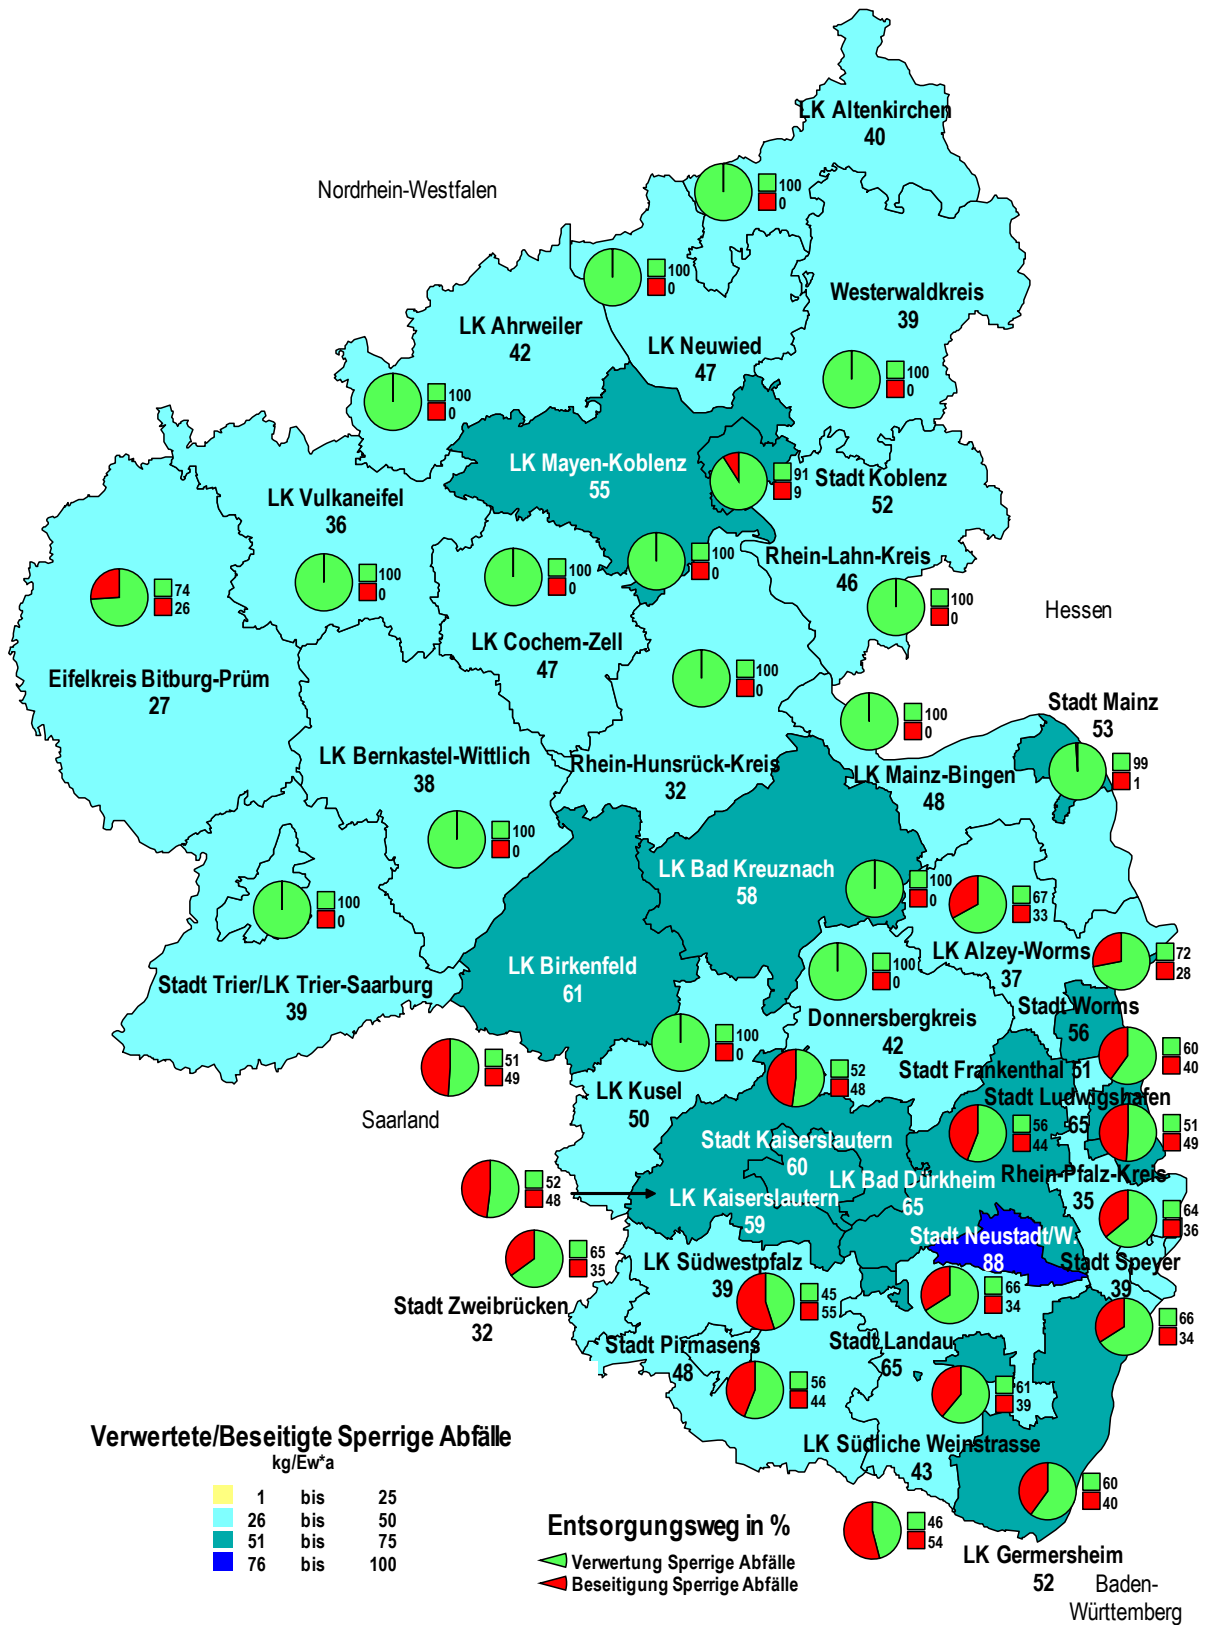 LK Altenkirchen
40
Nordrhein-Westfalen
100
0
100
0
Westerwaldkreis
39
LK Ahrweiler
42
LK Neuwied
47
100
0
100
0
LK Mayen-Koblenz
55
91
9
Stadt Koblenz
52
LK Vulkaneifel
36
100
0
Rhein-Lahn-Kreis
46
74
26
100
0
100
0
100
0
Hessen
LK Cochem-Zell
47
Eifelkreis Bitburg-Prüm
27
100
0
Stadt Mainz
53
100
0
LK Bernkastel-Wittlich
38
Rhein-Hunsrück-Kreis
32
LK Mainz-Bingen
48
99
1
100
0
LK Bad Kreuznach
58
100
0
67
33
100
0
LK Alzey-Worms
37
72
28
LK Birkenfeld
61
100
0
Stadt Trier/LK Trier-Saarburg
39
Stadt Worms
56
Donnersbergkreis
42
100
0
51
49
60
40
Stadt Frankenthal 51
52
48
LK Kusel
50
Stadt Ludwigshafen
65
Saarland
56
44
51
49
Stadt Kaiserslautern
60
LK Bad Dürkheim
65
Rhein-Pfalz-Kreis
35
52
48
LK Kaiserslautern
59
64
36
Stadt Neustadt/W.
88
65
35
LK Südwestpfalz
39
Stadt Speyer
39
Stadt Zweibrücken
32
45
55
66
34
66
34
Stadt Pirmasens
48
Stadt Landau
65
56
44
61
39
LK Südliche Weinstrasse
43
60
40
46
54
LK Germersheim
52
Baden-
Württemberg
Verwertete/Beseitigte Sperrige Abfälle
kg/Ew*a
1 bis 25
26 bis 50
51 bis 75
76 bis 100
Entsorgungsweg in %
Verwertung Sperrige Abfälle
Beseitigung Sperrige Abfälle